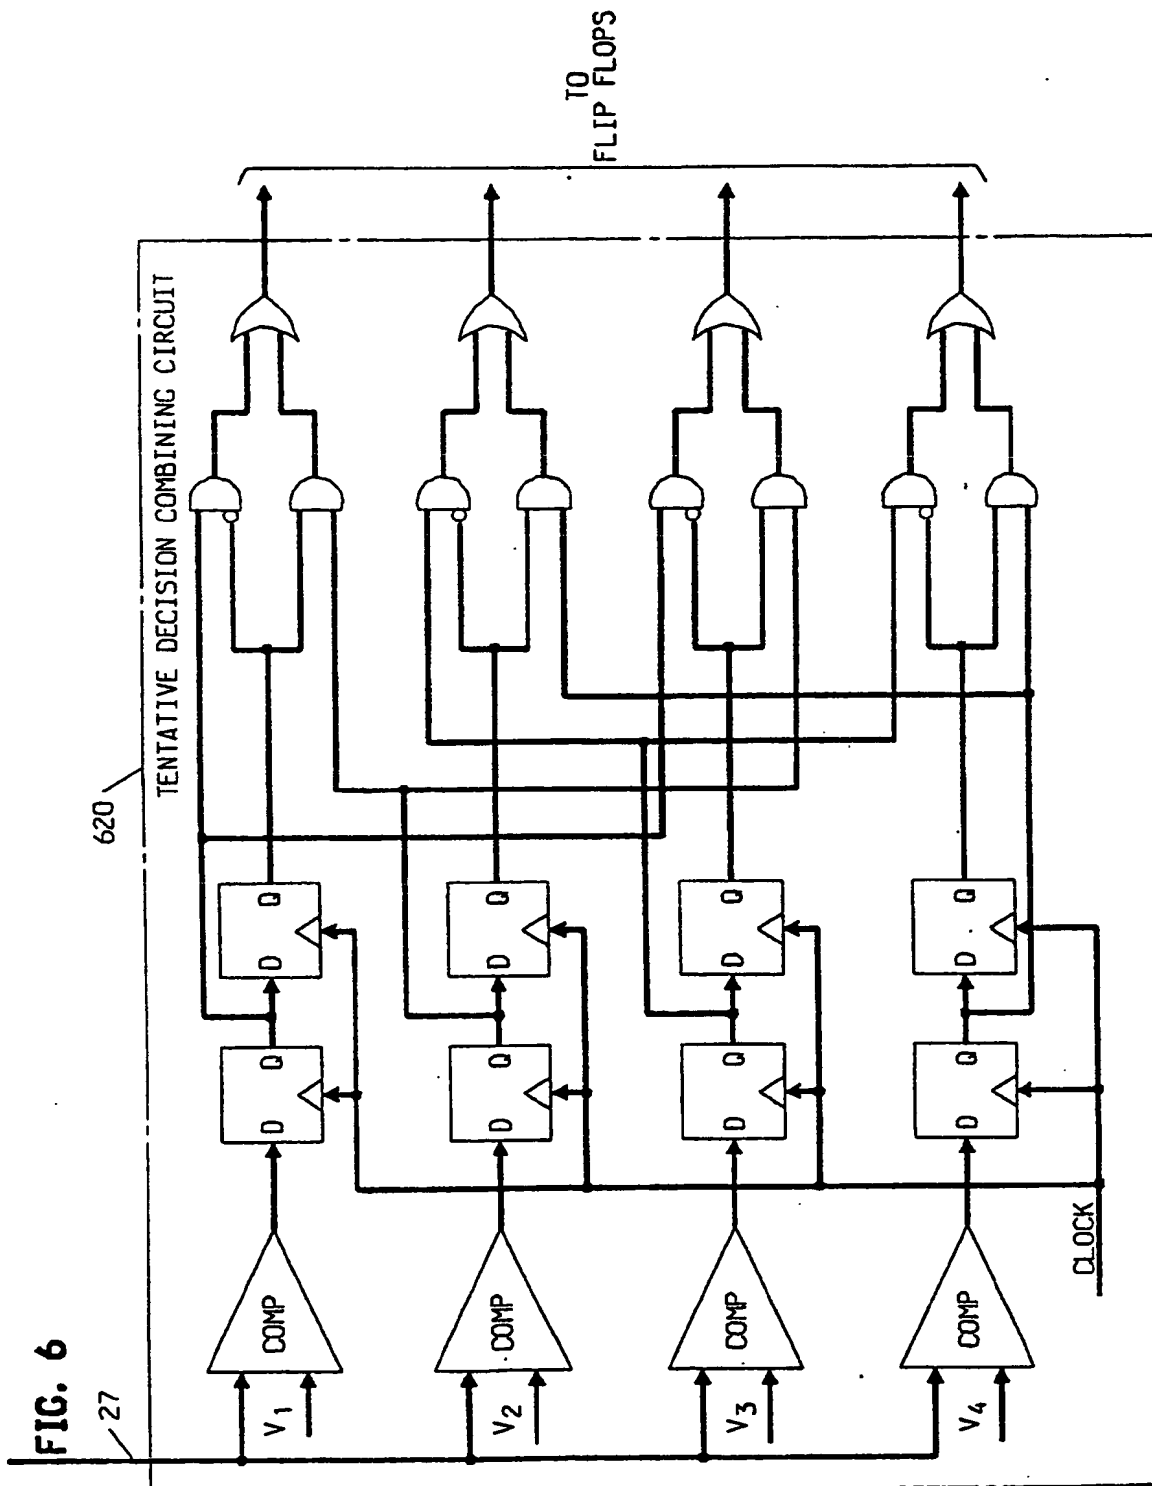 FIG. 6
27
620
TENTATIVE DECISION COMBINING CIRCUIT
V1
COMP
D Q
D Q
V2
COMP
D Q
D Q
V3
COMP
D Q
D Q
V4
COMP
D Q
D Q
CLOCK
TO
FLIP FLOPS